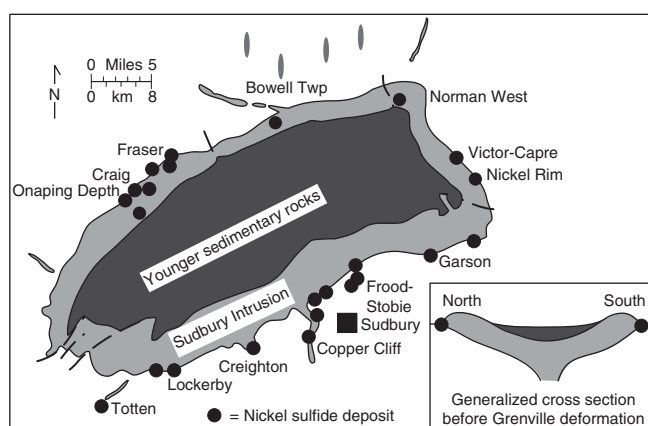 0 Miles 5
0 km 8
N
Bowell Twp
Norman West
Fraser
Victor-Capre
Craig
Nickel Rim
Onaping Depth
Younger sedimentary rocks
Garson
Frood-
Stobie
Sudbury
Sudbury Intrusion
Copper Cliff
Creighton
Lockerby
Totten
= Nickel sulfide deposit
North South
Generalized cross section
before Grenville deformation